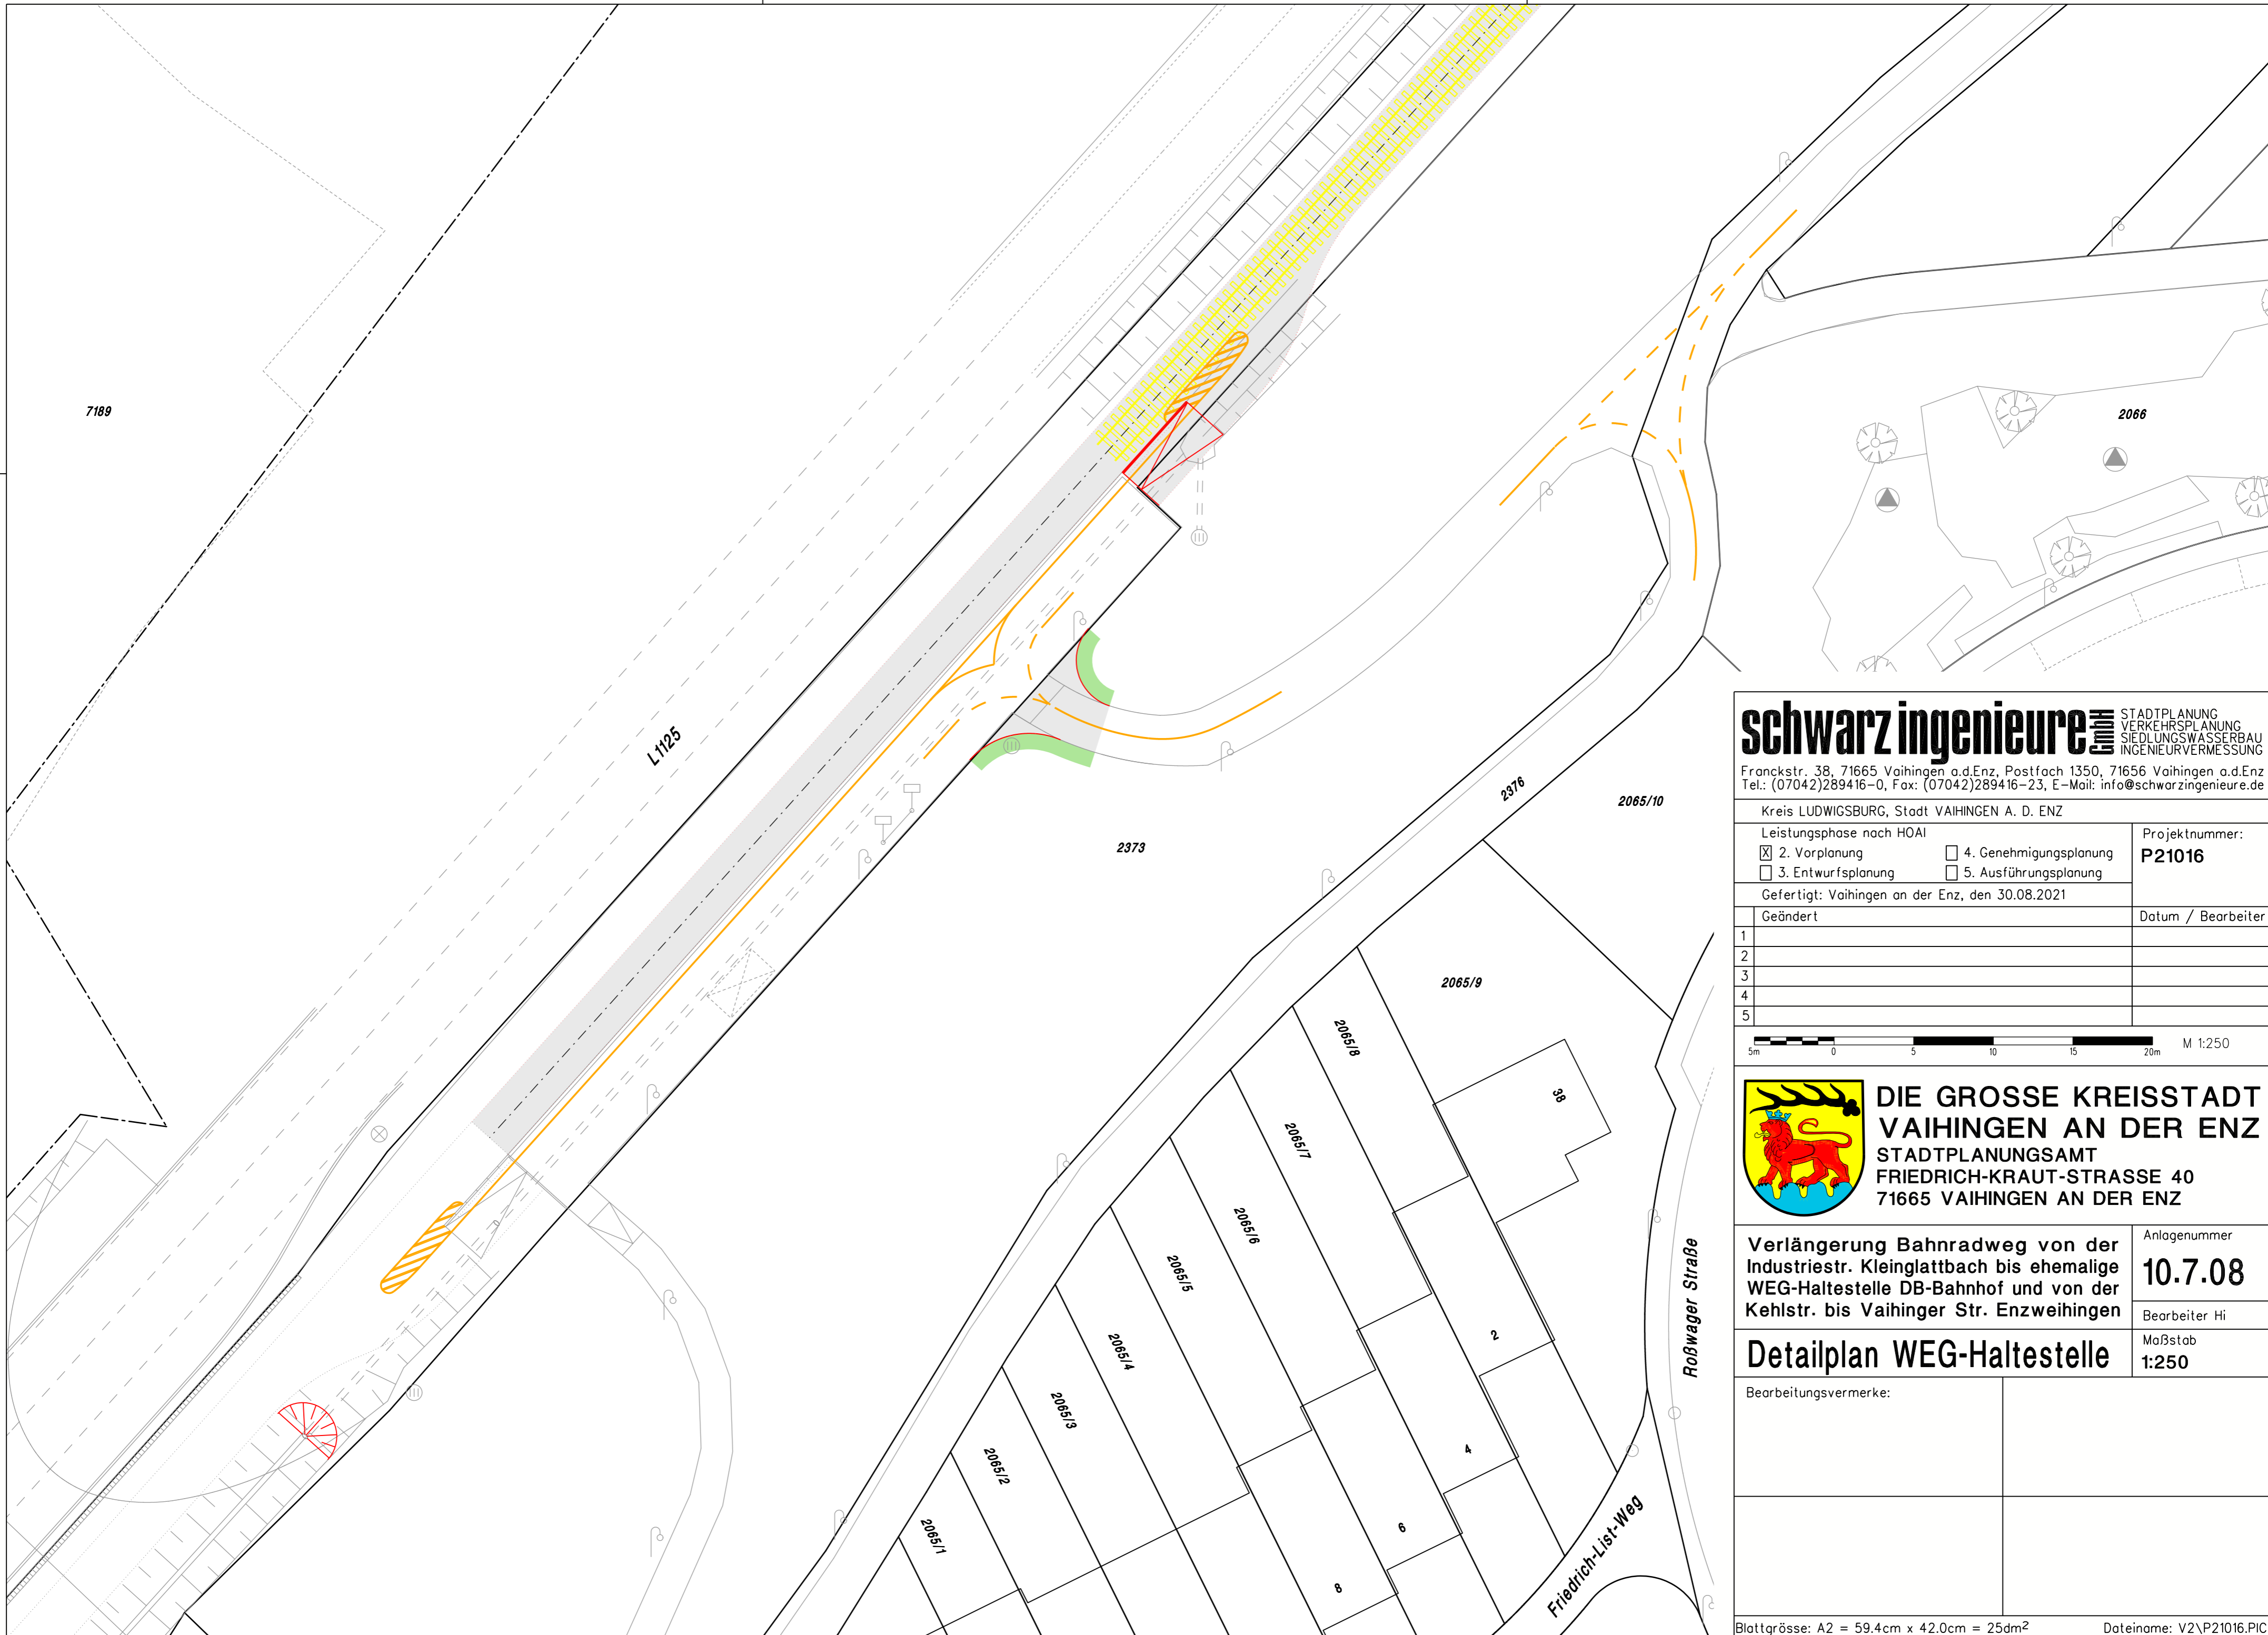 7189
2066
L1125
2373
2376
2065/10
2065/9
2065/8
38
2065/7
2065/6
2065/5
2065/4
2065/3
2065/2
2065/1
2
4
6
8
Roßwager Straße
Friedrich-List-Weg
schwarz ingenieure GmbH
STADTPLANUNG
VERKEHRSPLANUNG
SIEDLUNGSWASSERBAU
INGENIEURVERMESSUNG
Franckstr. 38, 71665 Vaihingen a.d.Enz, Postfach 1350, 71656 Vaihingen a.d.Enz
Tel.: (07042)289416-0, Fax: (07042)289416-23, E-Mail: info@schwarzingenieure.de
Kreis LUDWIGSBURG, Stadt VAIHINGEN A. D. ENZ
Leistungsphase nach HOAI
Projektnummer:
X 2. Vorplanung
4. Genehmigungsplanung
P21016
3. Entwurfsplanung
5. Ausführungsplanung
Gefertigt: Vaihingen an der Enz, den 30.08.2021
Geändert
Datum / Bearbeiter
1
2
3
4
5
5m 0 5 10 15 20m
M 1:250
DIE GROSSE KREISSTADT
VAIHINGEN AN DER ENZ
STADTPLANUNGSAMT
FRIEDRICH-KRAUT-STRASSE 40
71665 VAIHINGEN AN DER ENZ
Verlängerung Bahnradweg von der
Industriestr. Kleinglattbach bis ehemalige
WEG-Haltestelle DB-Bahnhof und von der
Kehlstr. bis Vaihinger Str. Enzweihingen
Anlagenummer
10.7.08
Bearbeiter Hi
Detailplan WEG-Haltestelle
Maßstab
1:250
Bearbeitungsvermerke:
Blattgrösse: A2 = 59.4cm x 42.0cm = 25dm²
Dateiname: V2\P21016.PIC